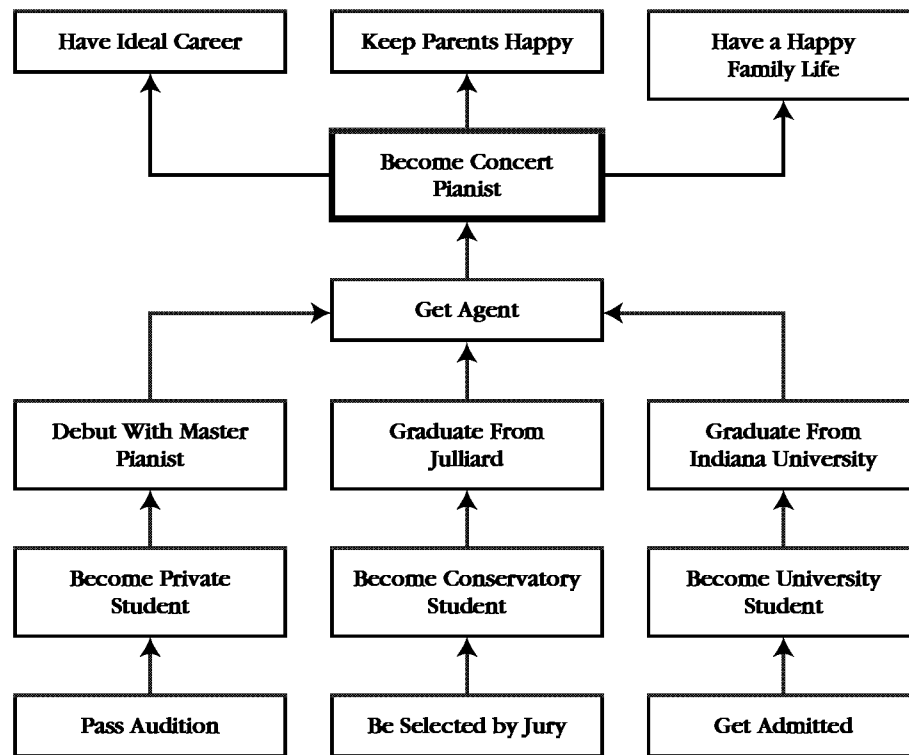 Have Ideal Career
Keep Parents Happy
Have a Happy
Family Life
Become Concert
Pianist
Get Agent
Debut With Master
Pianist
Graduate From
Julliard
Graduate From
Indiana University
Become Private
Student
Become Conservatory
Student
Become University
Student
Pass Audition
Be Selected by Jury
Get Admitted